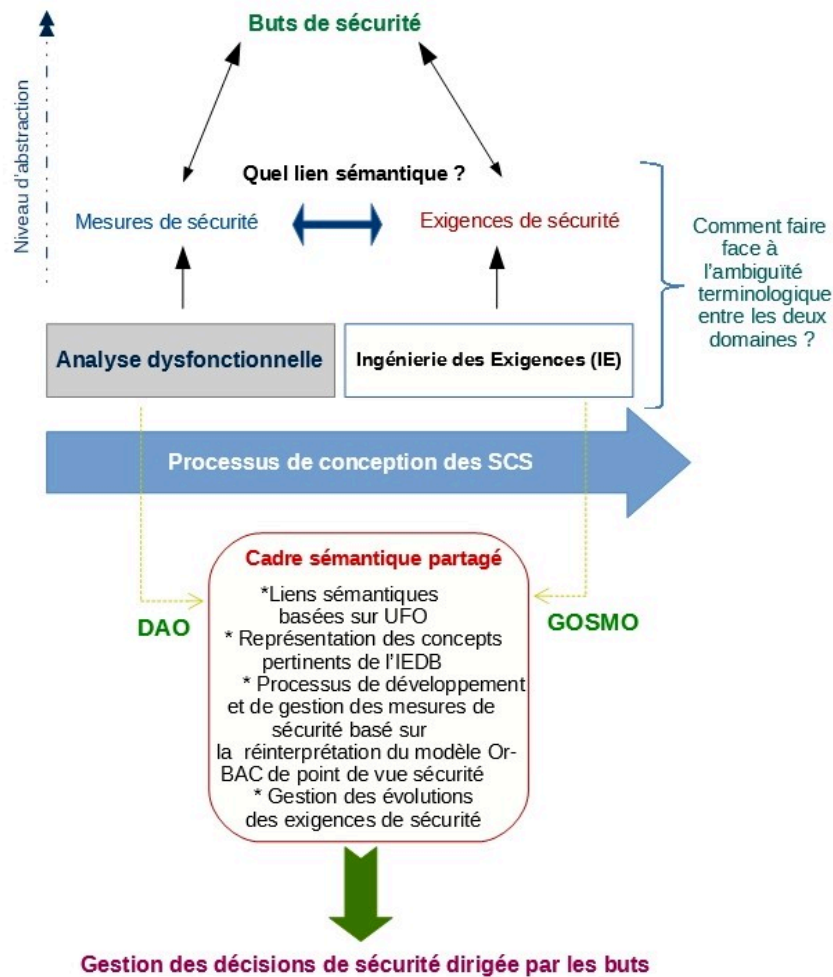 Buts de sécurité
Niveau d'abstraction
Quel lien sémantique ?
Mesures de sécurité
Exigences de sécurité
Comment faire
face à
l'ambiguïté
terminologique
entre les deux
domaines ?
Analyse dysfonctionnelle
Ingénierie des Exigences (IE)
Processus de conception des SCS
Cadre sémantique partagé
*Liens sémantiques
basées sur UFO
* Représentation des concepts
pertinents de l'IEDB
* Processus de développement
et de gestion des mesures de
sécurité basé sur
la réinterprétation du modèle Or-
BAC de point de vue sécurité
* Gestion des évolutions
des exigences de sécurité
DAO
GOSMO
Gestion des décisions de sécurité dirigée par les buts